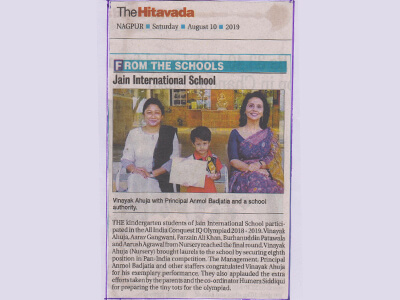 The Hitavada
NAGPUR ■ Saturday ■ August 10 ■ 2019
FROM THE SCHOOLS
Jain International School
Vinayak Ahuja with Principal Anmol Badjatia and a school
authority.
THE kindergarten students of Jain International School partici-
pated in the All India Conquest IQ Olympiad 2018 - 2019. Vinayak
Ahuja, Aarav Gangwani, Farzain Ali Khan, Burhanuddin Patanwala
and Aarush Agrawal from Nursery reached the final round. Vinayak
Ahuja (Nursery) brought laurels to the school by securing eighth
position in Pan-India competition. The Management, Principal
Anmol Badjatia and other staffers congratulated Vinayak Ahuja
for his exemplary performance. They also applauded the extra
efforts taken by the parents and the co-ordinator Humera Siddiqui
for preparing the tiny tots for the olympiad.